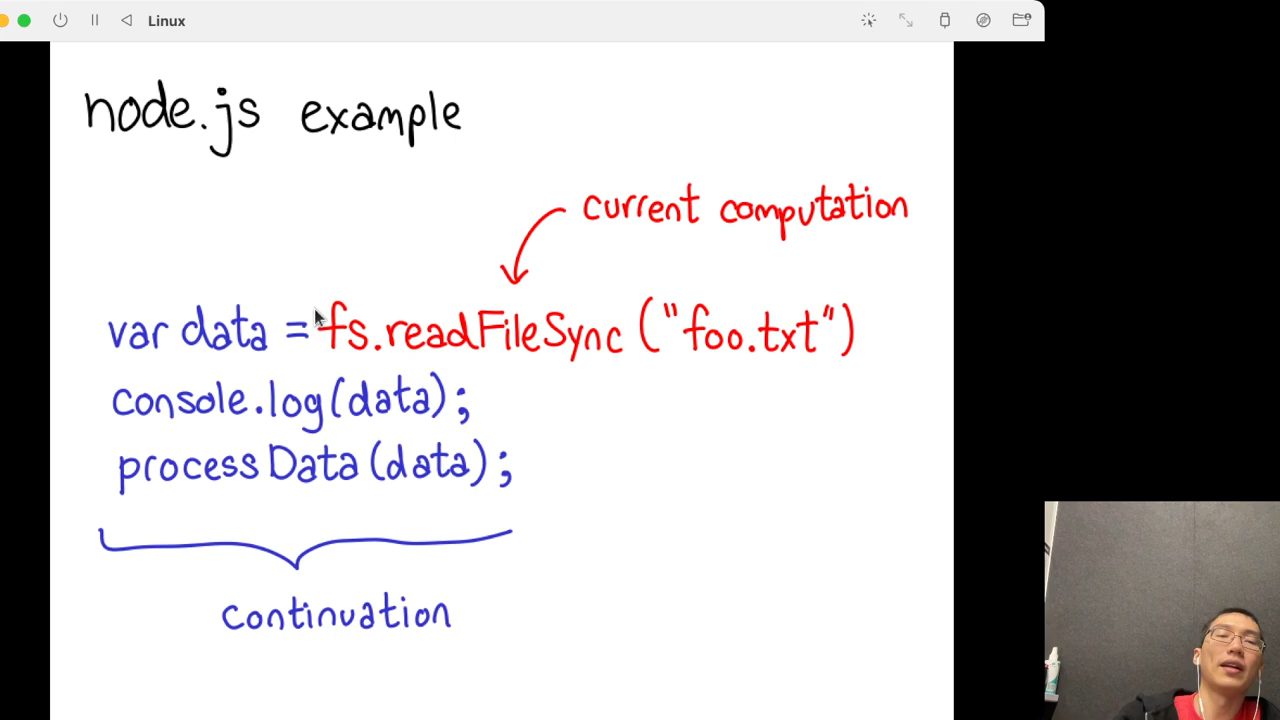 Linux
node.js example
current computation
var data = fs.readFileSync ("foo.txt")
console.log(data);
processData(data);
continuation